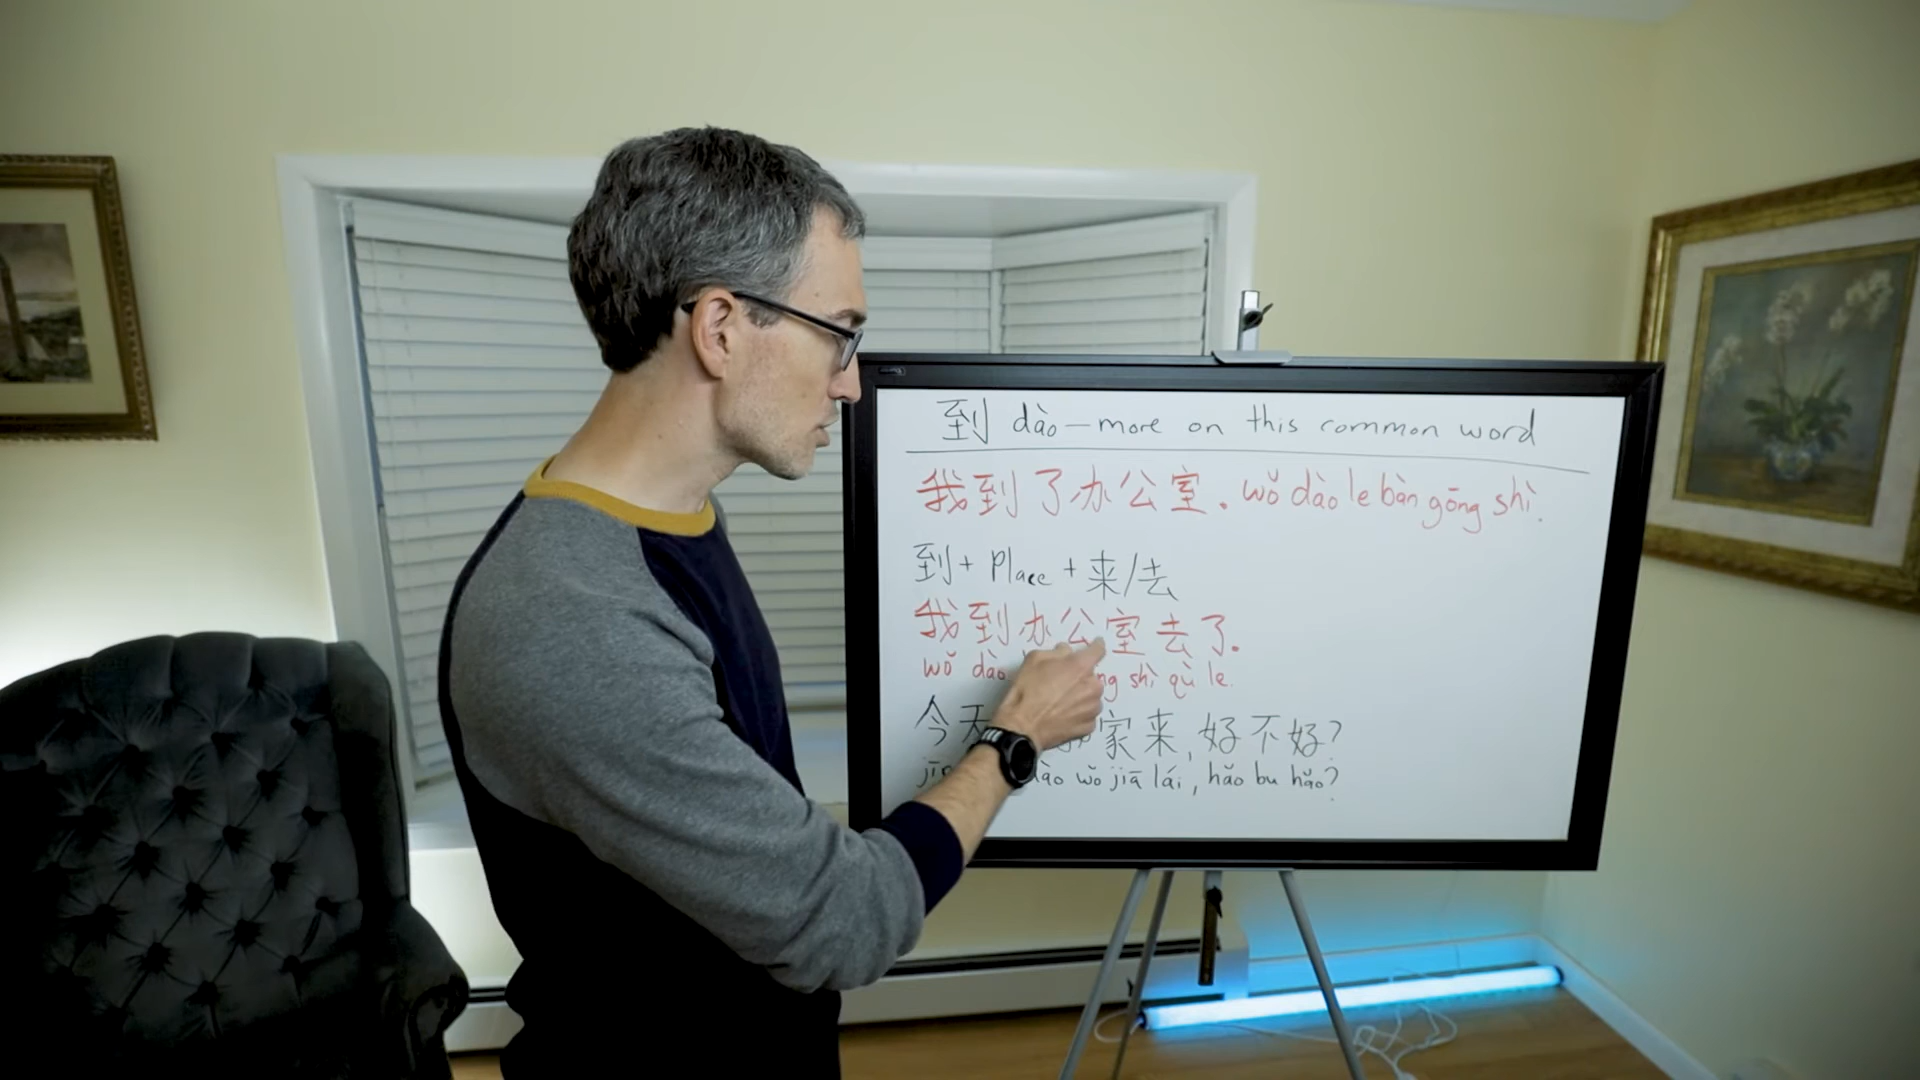 到 dào — more on this common word
我到了办公室. wǒ dào le bàn gōng shì.
到 + Place + 来/去
我到办公室去了.
wǒ dào ng shì qù le.
今天 家来, 好不好?
dào wǒ jiā lái, hǎo bu hǎo?